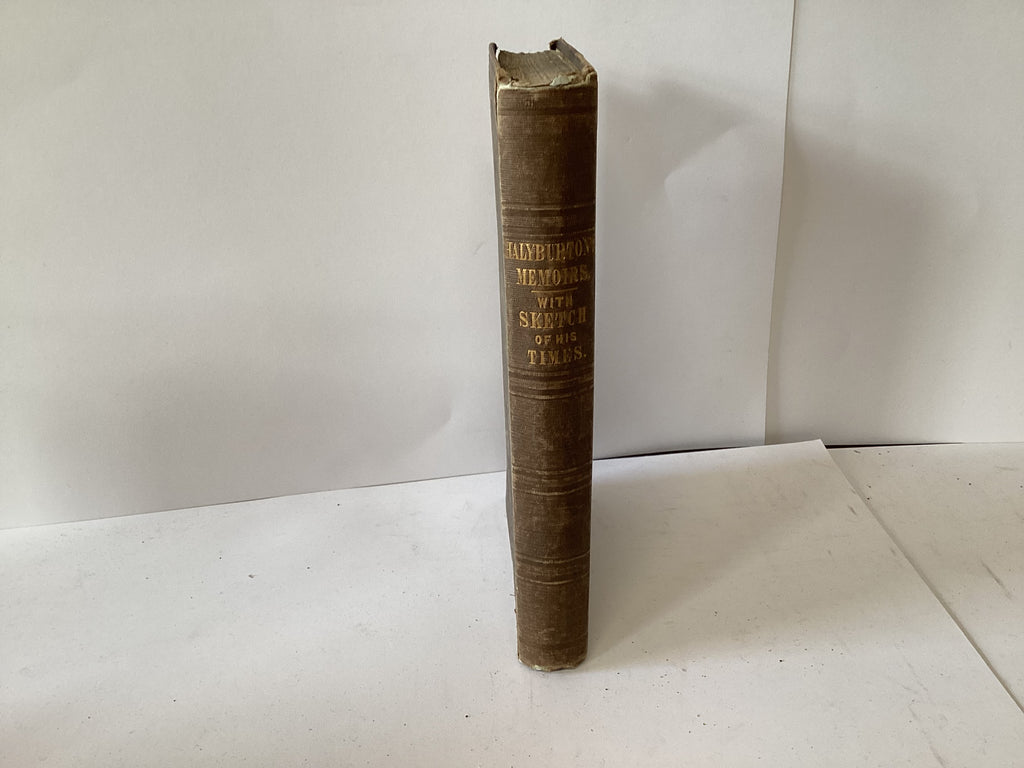 HALYBURTON'S
MEMOIRS.
WITH
SKETCH
OF HIS
TIMES.